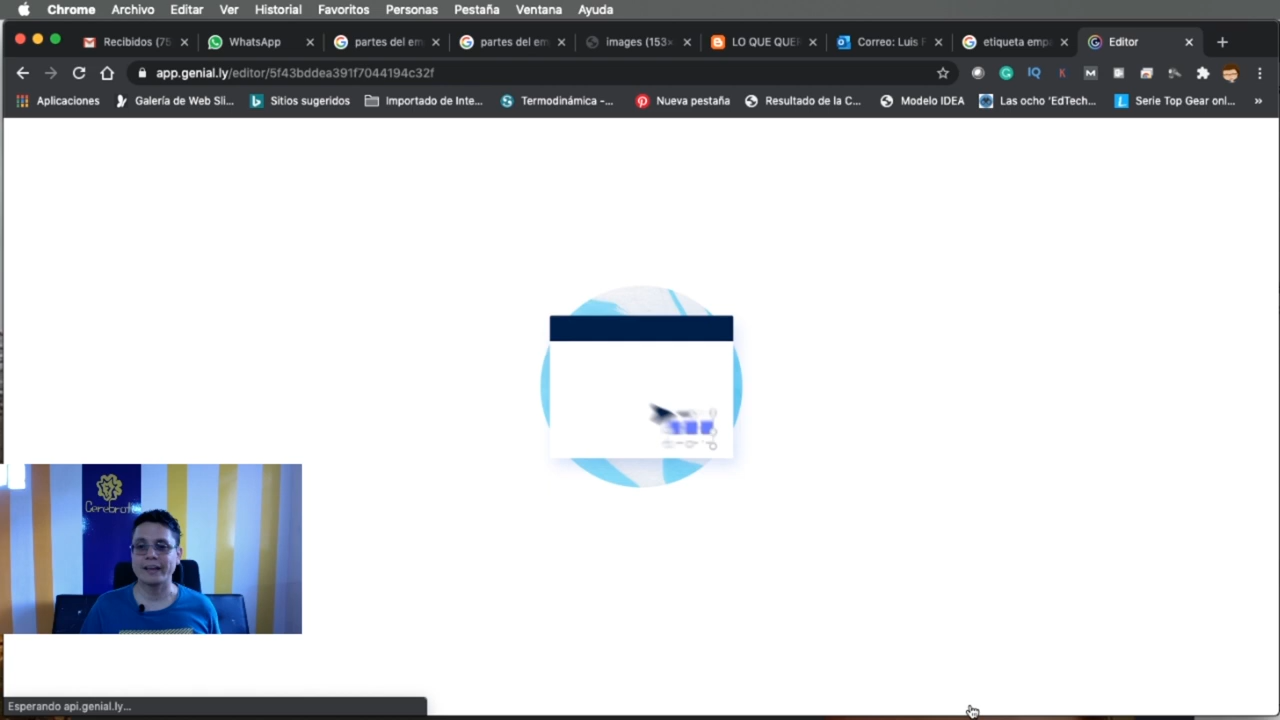 Chrome Archivo Editar Ver Historial Favoritos Personas Pestaña Ventana Ayuda
Recibidos (75 WhatsApp partes del em partes del em images (153× LO QUE QUE Correo: Luis F etiqueta emp Editor
app.genial.ly/editor/5f43bddea391f7044194c32f
IQ K M
Aplicaciones Galería de Web Sli... Sitios sugeridos Importado de Inte... Termodinámica -... Nueva pestaña Resultado de la C... Modelo IDEA Las ocho 'EdTech... Serie Top Gear onl... »
Esperando api.genial.ly...